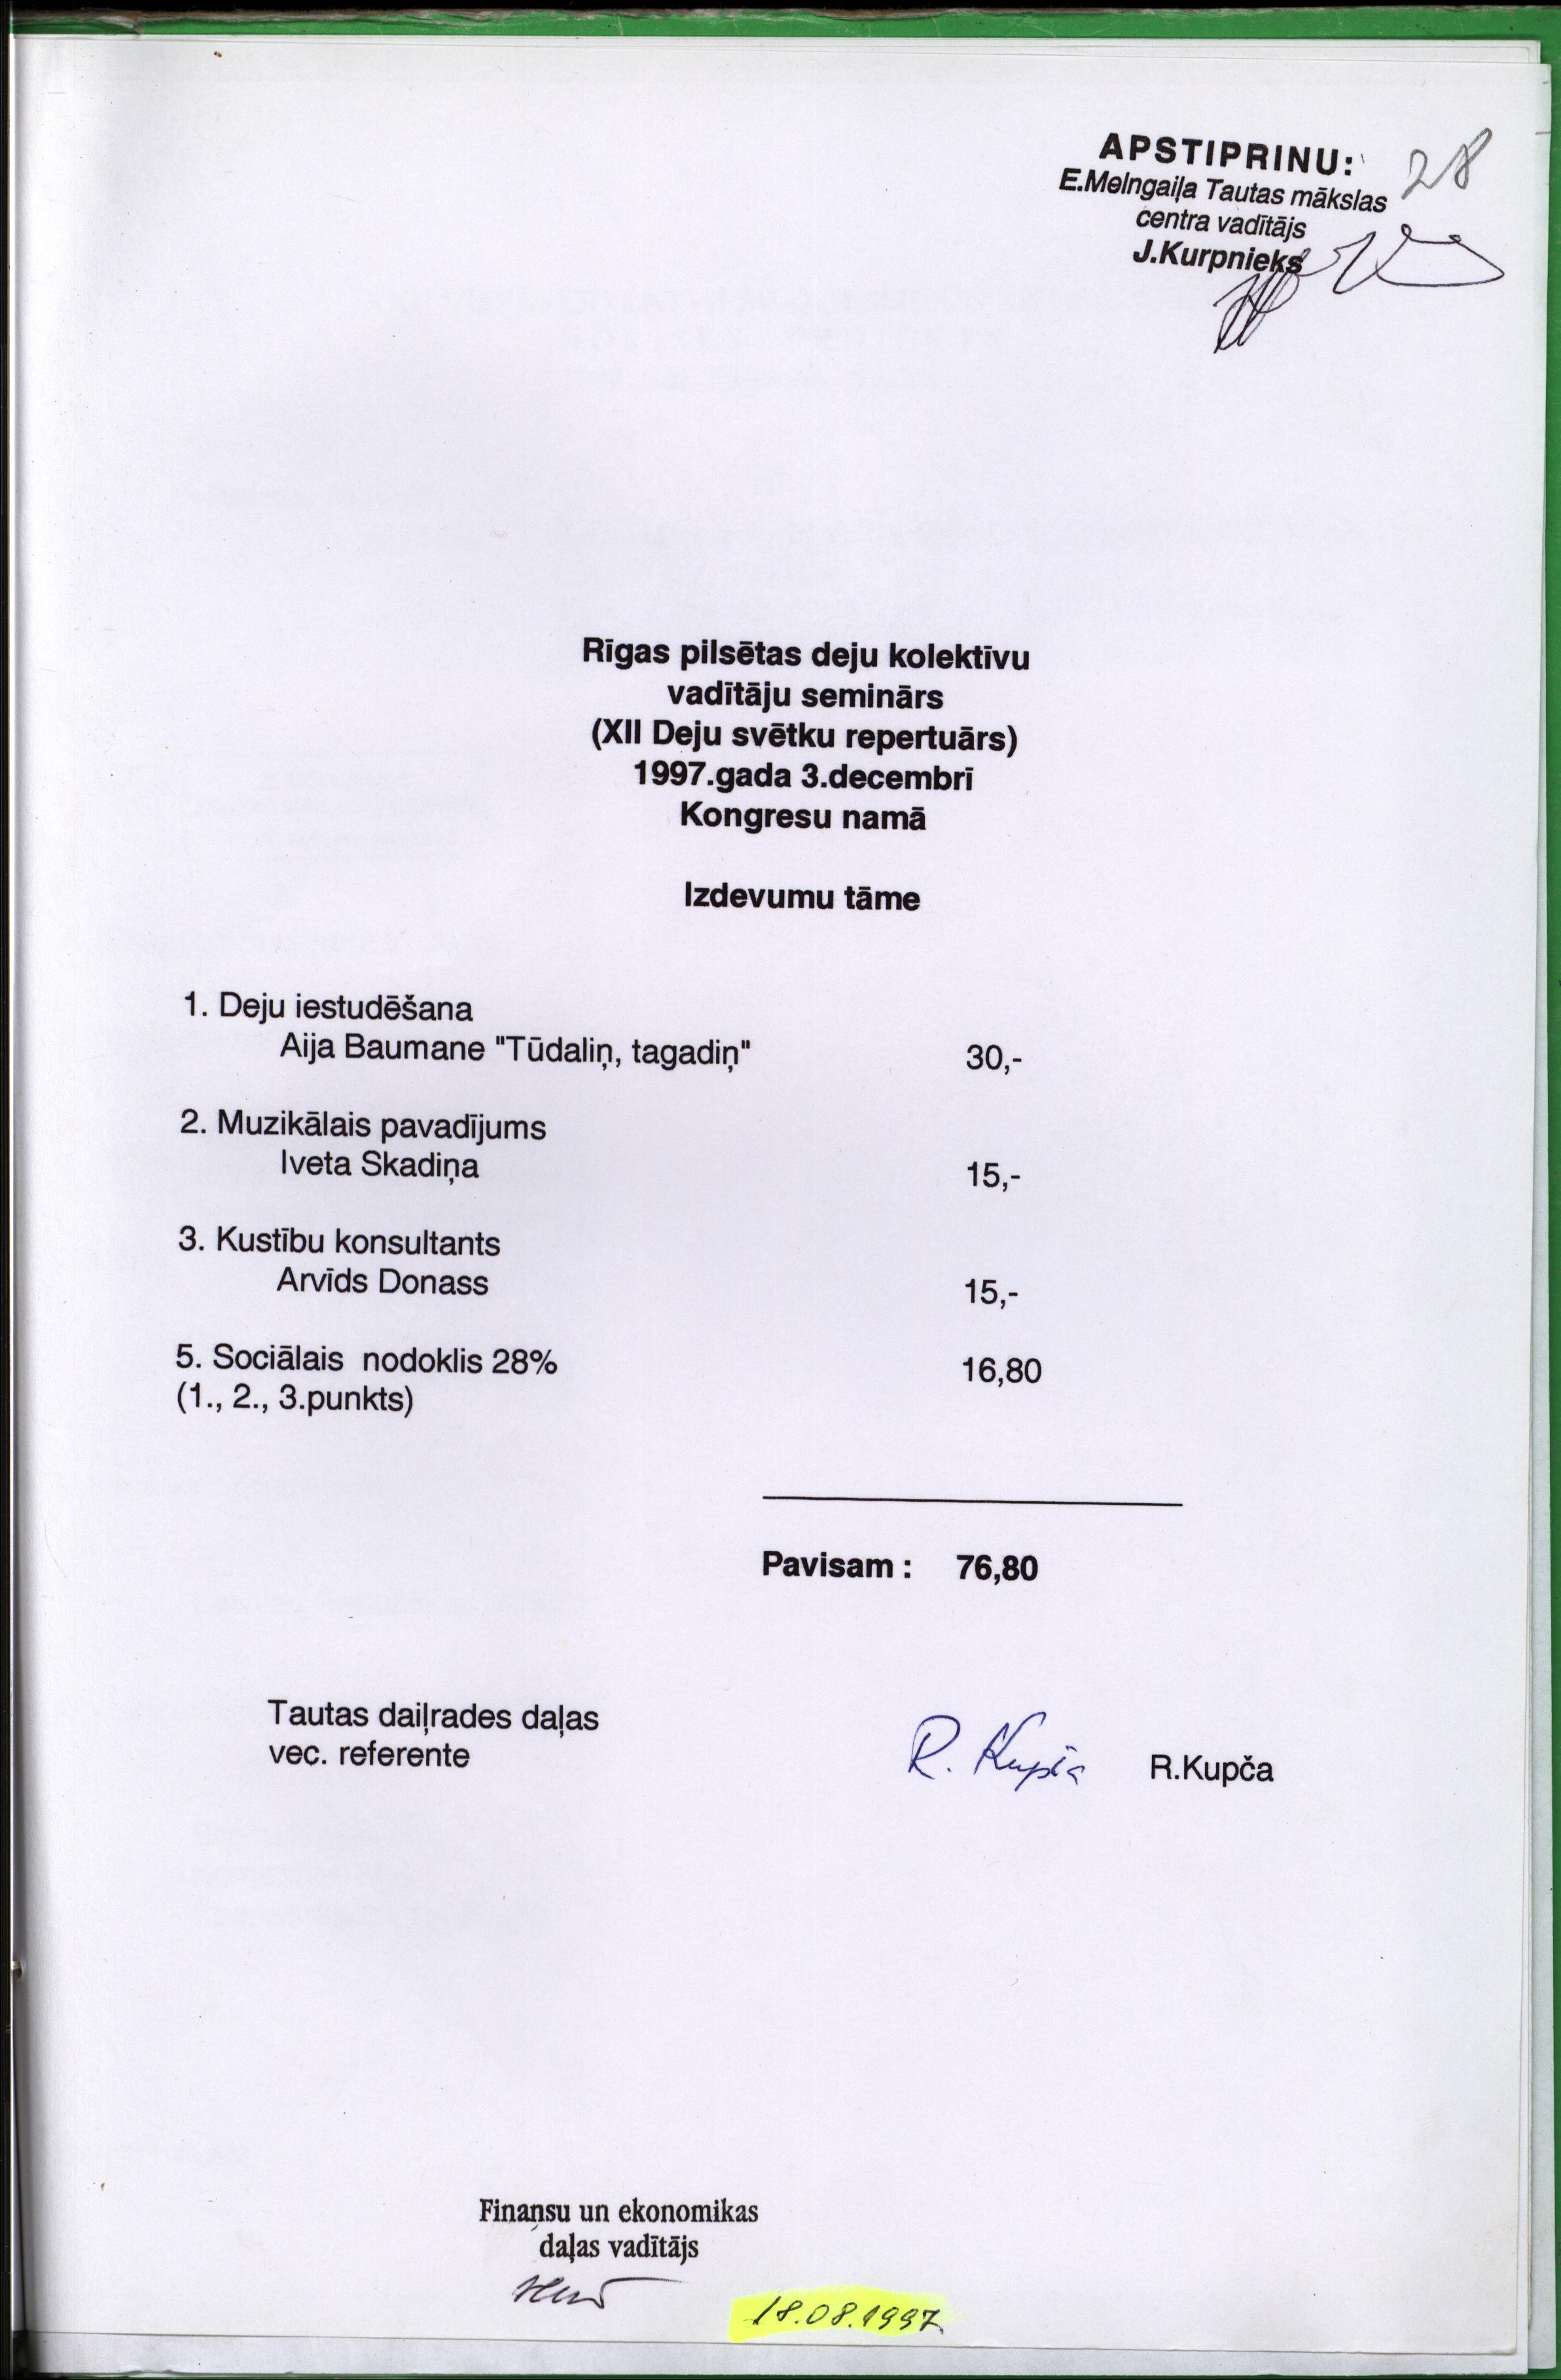 APSTIPRINU:
28
E.Melngaiļa Tautas mākslas
centra vadītājs
J.Kurpnieks
Rīgas pilsētas deju kolektīvu
vadītāju seminārs
(XII Deju svētku repertuārs)
1997.gada 3.decembrī
Kongresu namā
Izdevumu tāme
1. Deju iestudēšana
Aija Baumane "Tūdaliņ, tagadiņ" 30,-
2. Muzikālais pavadījums
Iveta Skadiņa 15,-
3. Kustību konsultants
Arvīds Donass 15,-
5. Sociālais nodoklis 28% 16,80
(1., 2., 3.punkts)
Pavisam : 76,80
Tautas daiļrades daļas
vec. referente R. Kupča R.Kupča
Finansu un ekonomikas
daļas vadītājs
18.08.1997.